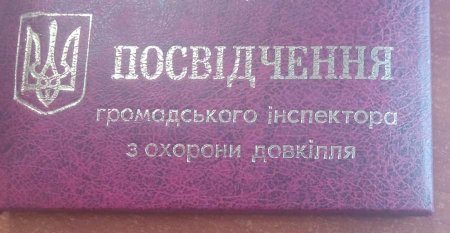 ПОСВІДЧЕННЯ
громадського інспектора
з охорони довкілля